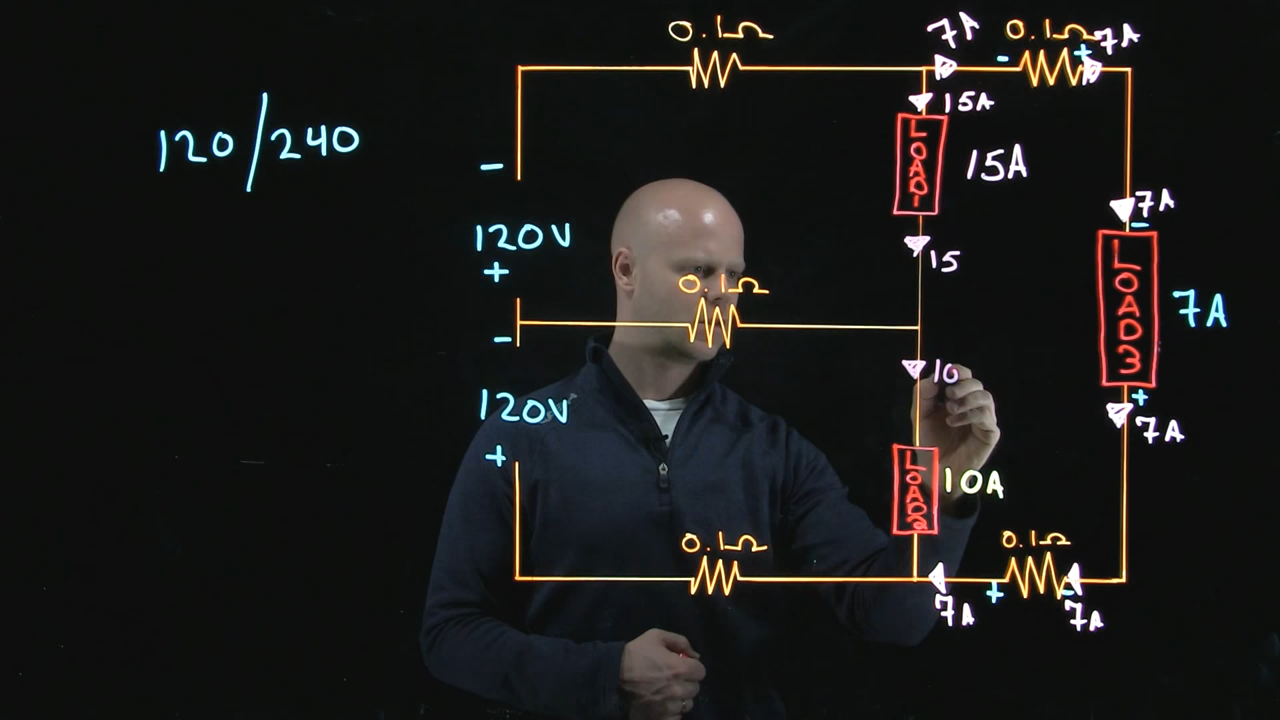 120/240
0.1Ω
7A
0.1Ω
7A
-
+
15A
LOAD1
15A
-
120V
+
15
7A
-
LOAD3
7A
+
7A
0.1Ω
-
120V
+
10
LOAD2
10A
0.1Ω
0.1Ω
+
-
7A
7A